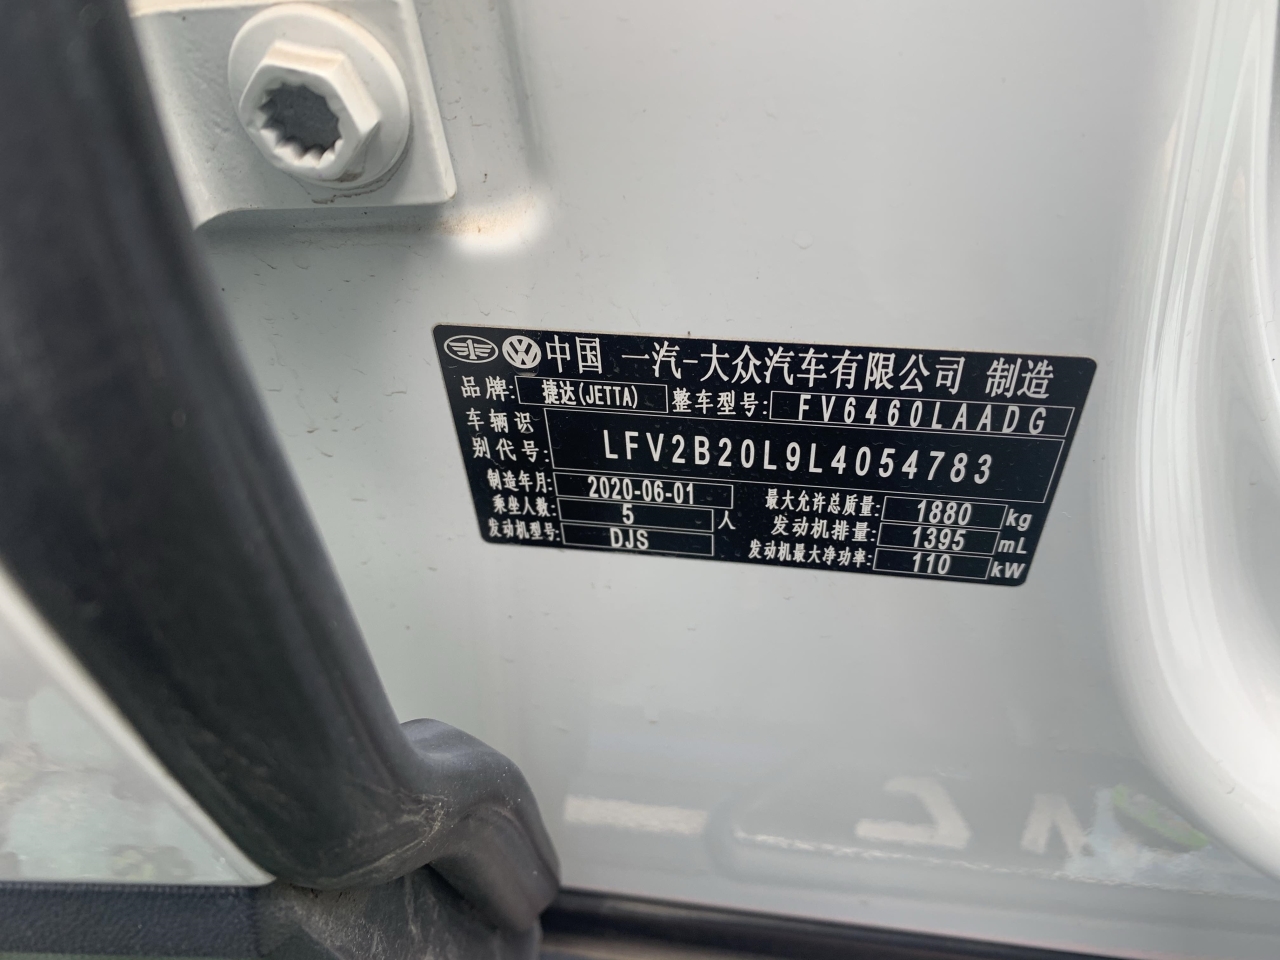 中国 一汽-大众汽车有限公司 制造
品牌: 捷达(JETTA) 整车型号: FV6460LAADG
车辆识别代号: LFV2B20L9L4054783
制造年月: 2020-06-01 最大允许总质量: 1880 kg
乘坐人数: 5 人 发动机排量: 1395 mL
发动机型号: DJS 发动机最大净功率: 110 kW